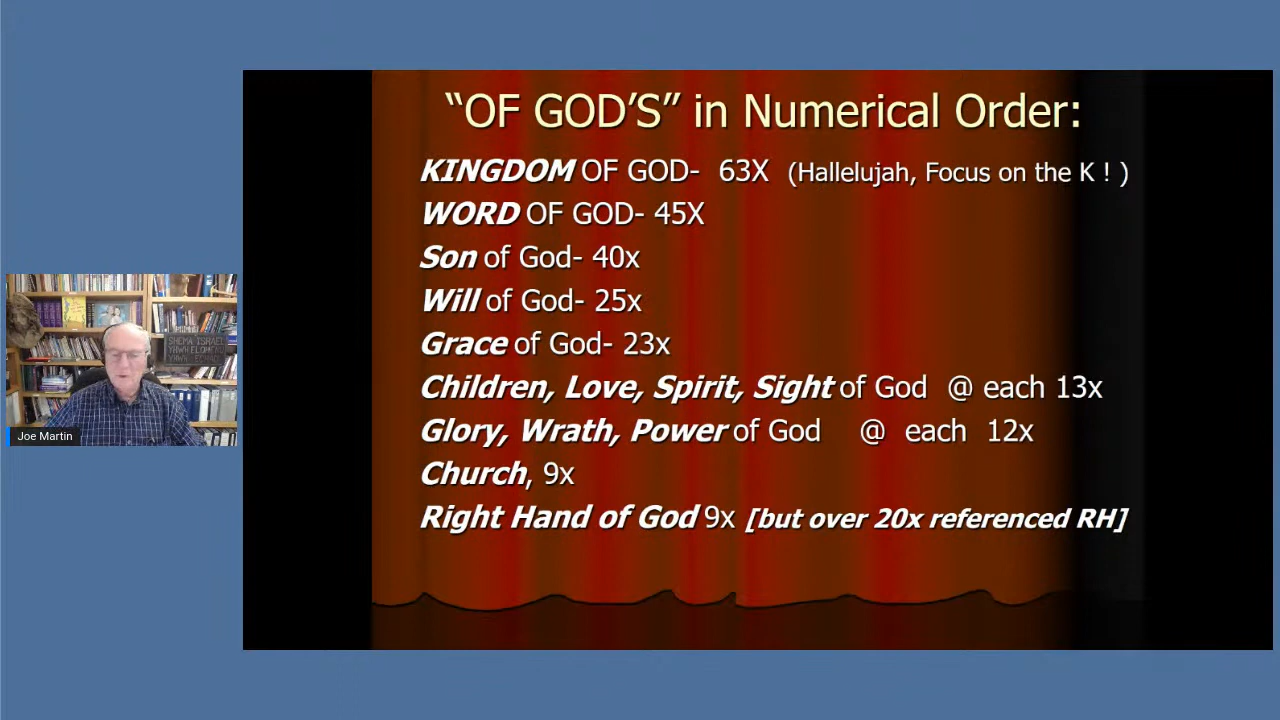 “OF GOD’S” in Numerical Order:
KINGDOM OF GOD- 63X (Hallelujah, Focus on the K ! )
WORD OF GOD- 45X
Son of God- 40x
Will of God- 25x
Grace of God- 23x
Children, Love, Spirit, Sight of God @ each 13x
Glory, Wrath, Power of God @ each 12x
Church, 9x
Right Hand of God 9x [but over 20x referenced RH]
SHEMA ISRAEL
Joe Martin